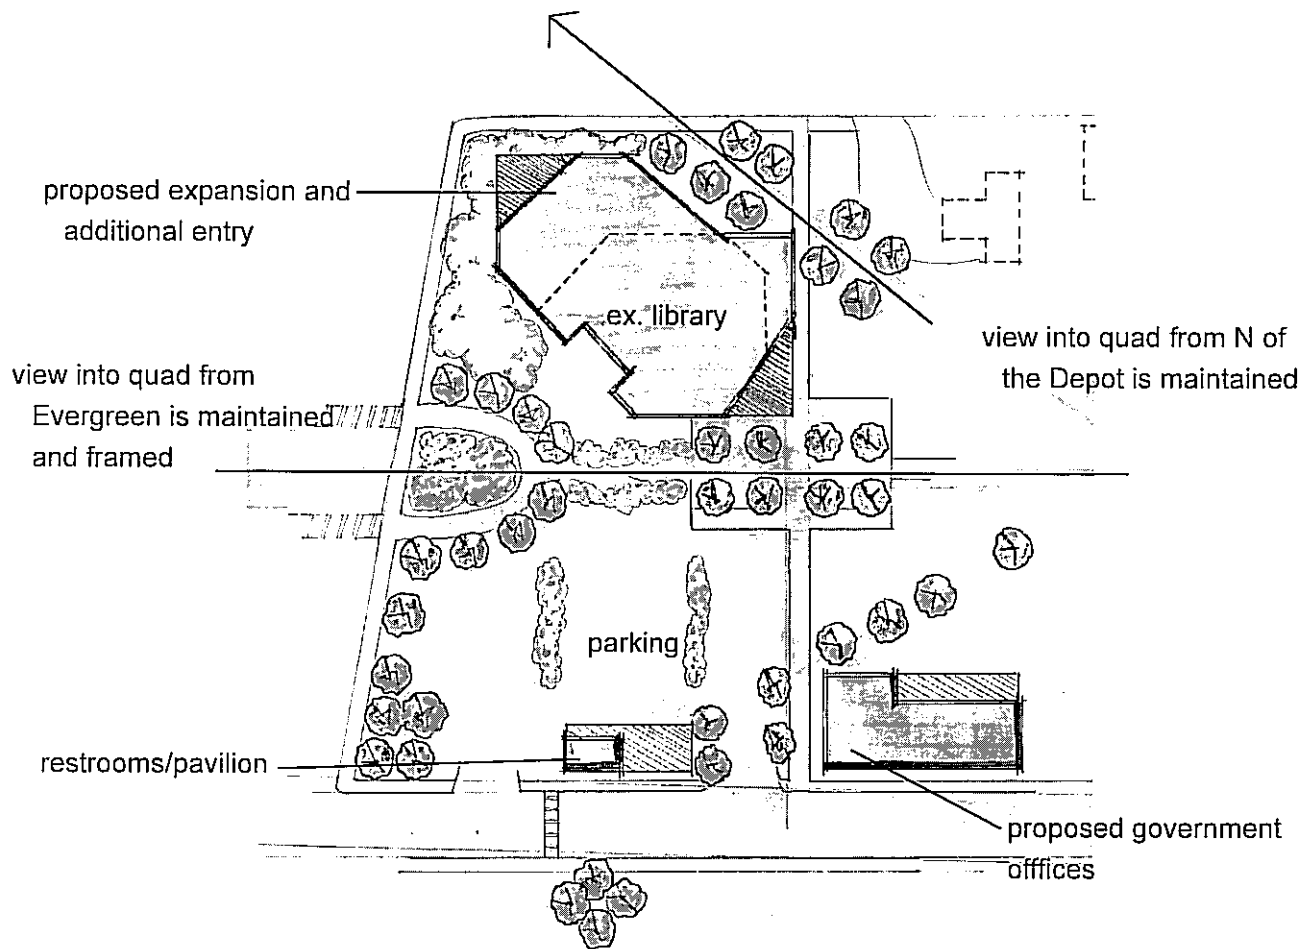 proposed expansion and
additional entry
ex. library
view into quad from N of
the Depot is maintained
view into quad from
Evergreen is maintained
and framed
parking
restrooms/pavilion
proposed government
offfices